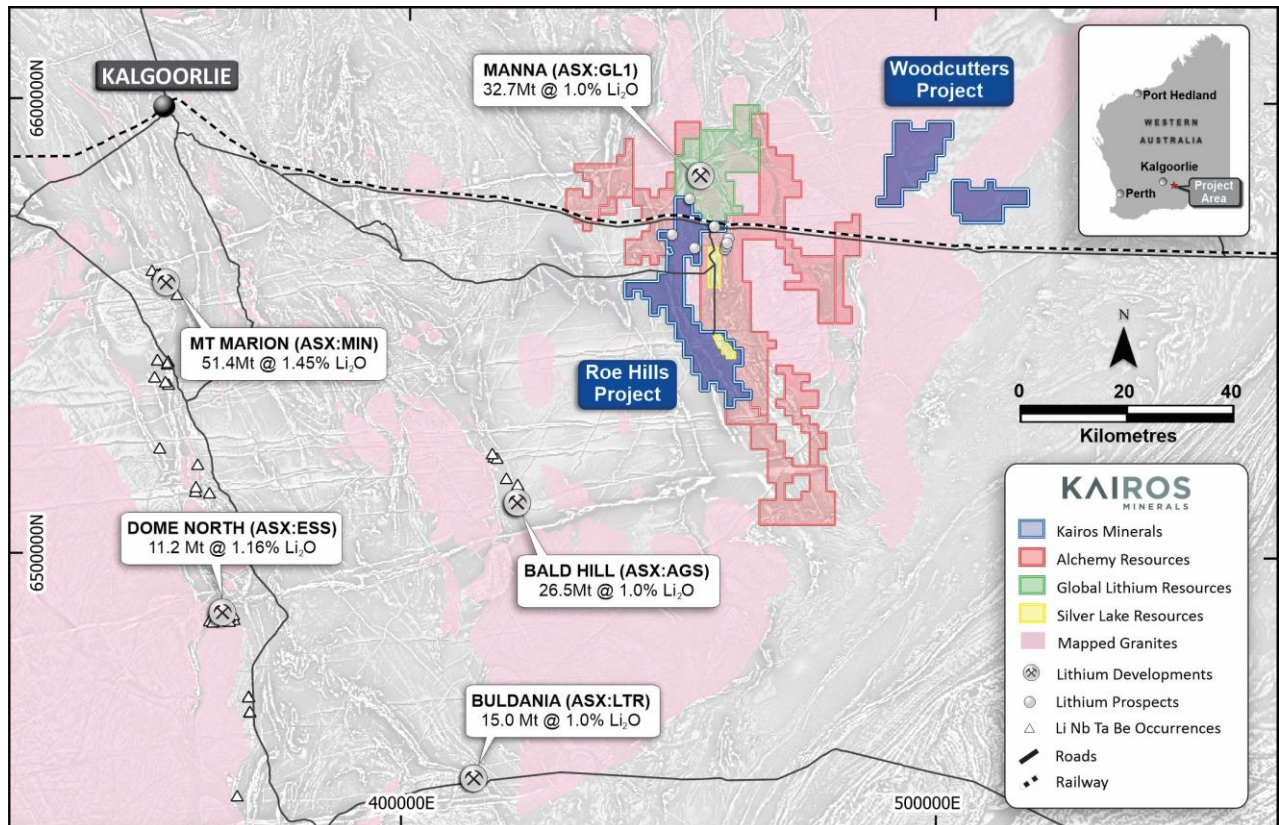 KALGOORLIE
MANNA (ASX:GL1)
32.7Mt @ 1.0% Li₂O
Woodcutters
Project
Port Hedland
WESTERN
AUSTRALIA
Kalgoorlie
Perth
Project
Area
6600000N
MT MARION (ASX:MIN)
51.4Mt @ 1.45% Li₂O
Roe Hills
Project
N
0
20
40
Kilometres
DOME NORTH (ASX:ESS)
11.2 Mt @ 1.16% Li₂O
BALD HILL (ASX:AGS)
26.5Mt @ 1.0% Li₂O
6500000N
BULDANIA (ASX:LTR)
15.0 Mt @ 1.0% Li₂O
400000E
500000E
KAIROS
MINERALS
Kairos Minerals
Alchemy Resources
Global Lithium Resources
Silver Lake Resources
Mapped Granites
Lithium Developments
Lithium Prospects
Li Nb Ta Be Occurrences
Roads
Railway